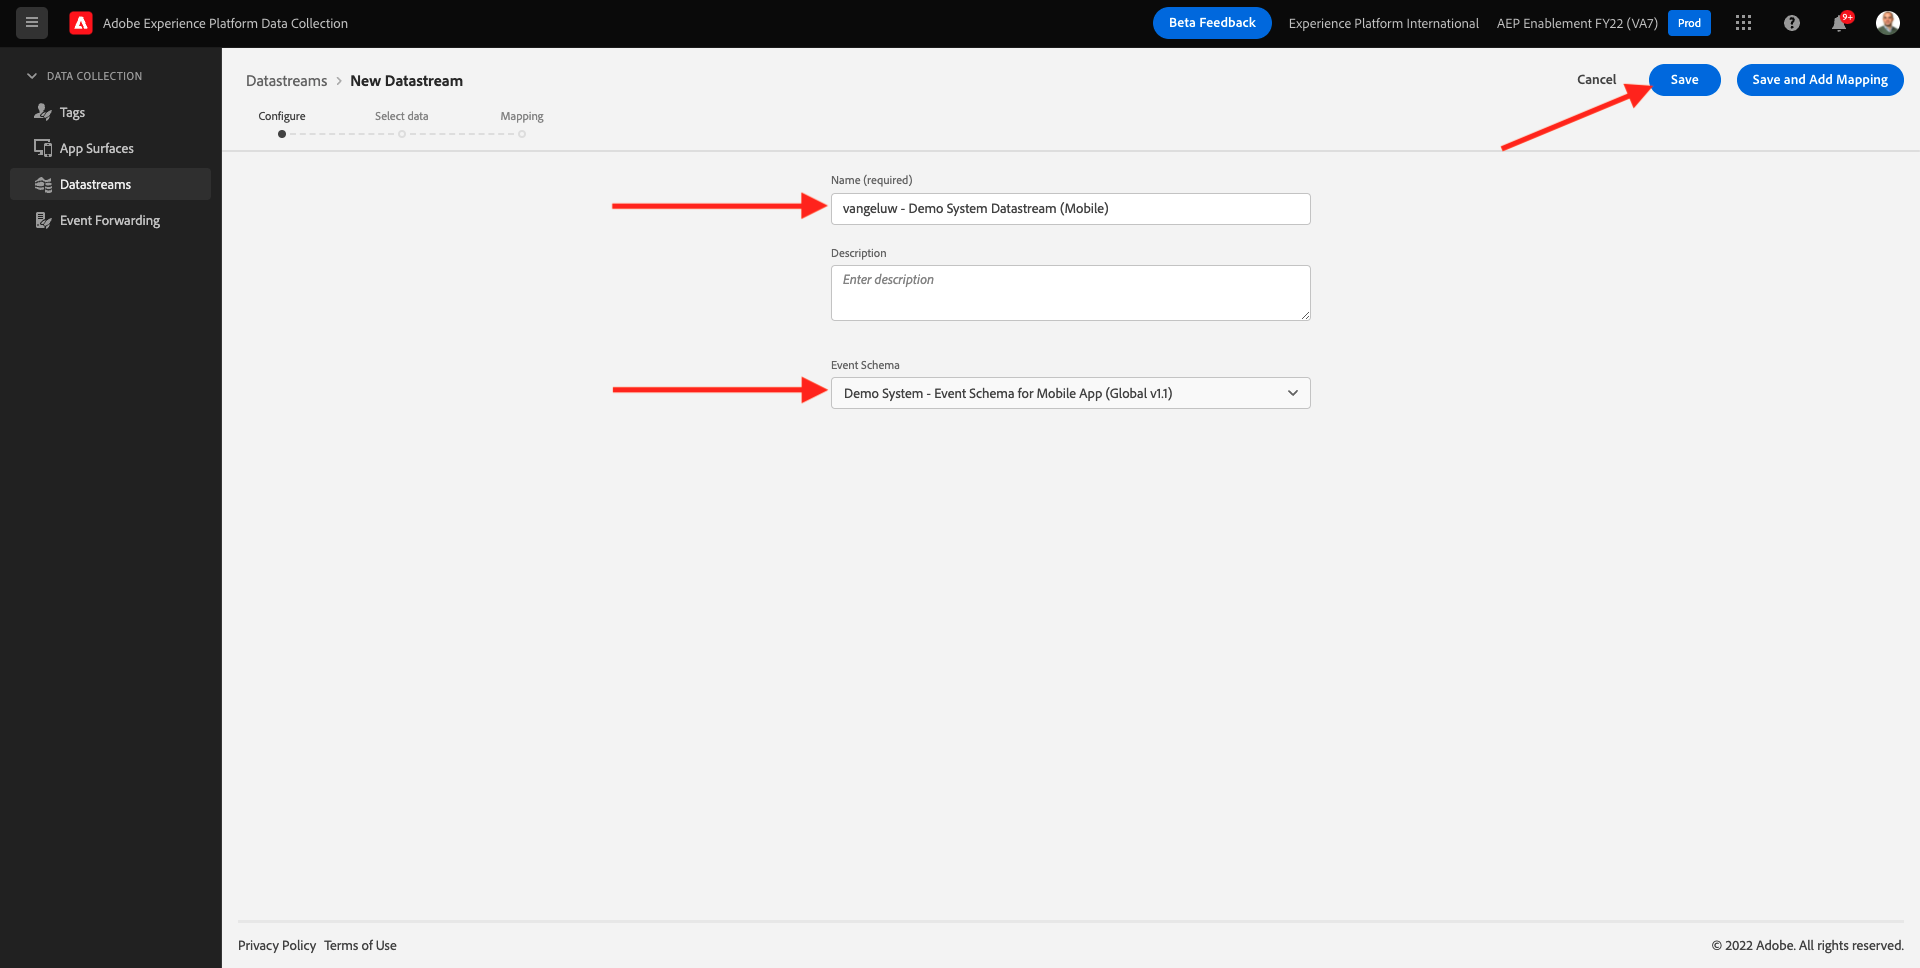 Adobe Experience Platform Data Collection
Beta Feedback
Experience Platform International
AEP Enablement FY22 (VA7)
Prod
9+
DATA COLLECTION
Tags
App Surfaces
Datastreams
Event Forwarding
Datastreams > New Datastream
Cancel
Save
Save and Add Mapping
Configure
Select data
Mapping
Name (required)
vangeluw - Demo System Datastream (Mobile)
Description
Enter description
Event Schema
Demo System - Event Schema for Mobile App (Global v1.1)
Privacy Policy Terms of Use
© 2022 Adobe. All rights reserved.